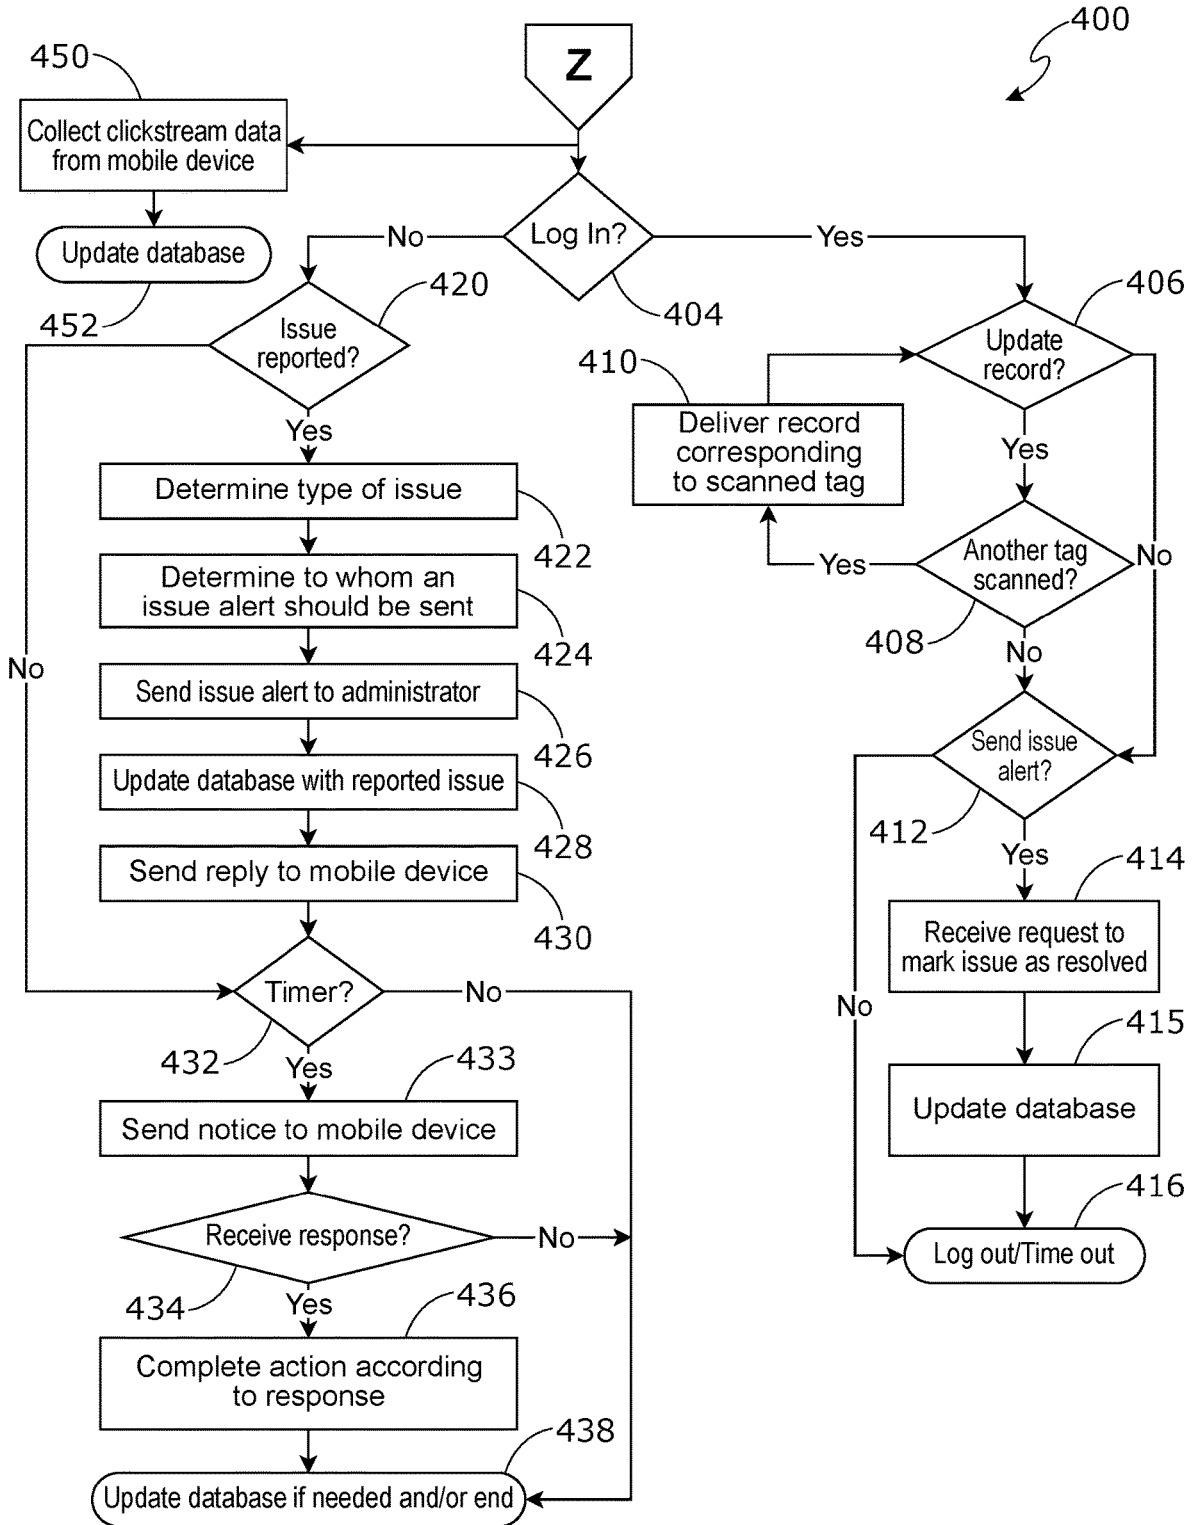 400
Z
450
Collect clickstream data
from mobile device
Update database
452
Log In?
404
No
Yes
420
Issue
reported?
No
Yes
Determine type of issue
422
Determine to whom an
issue alert should be sent
424
Send issue alert to administrator
426
Update database with reported issue
428
Send reply to mobile device
430
Timer?
432
No
Yes
433
Send notice to mobile device
Receive response?
434
No
Yes
436
Complete action according
to response
438
Update database if needed and/or end
406
Update
record?
Yes
No
410
Deliver record
corresponding
to scanned tag
Yes
Another tag
scanned?
408
No
Send issue
alert?
412
Yes
No
414
Receive request to
mark issue as resolved
415
Update database
416
Log out/Time out